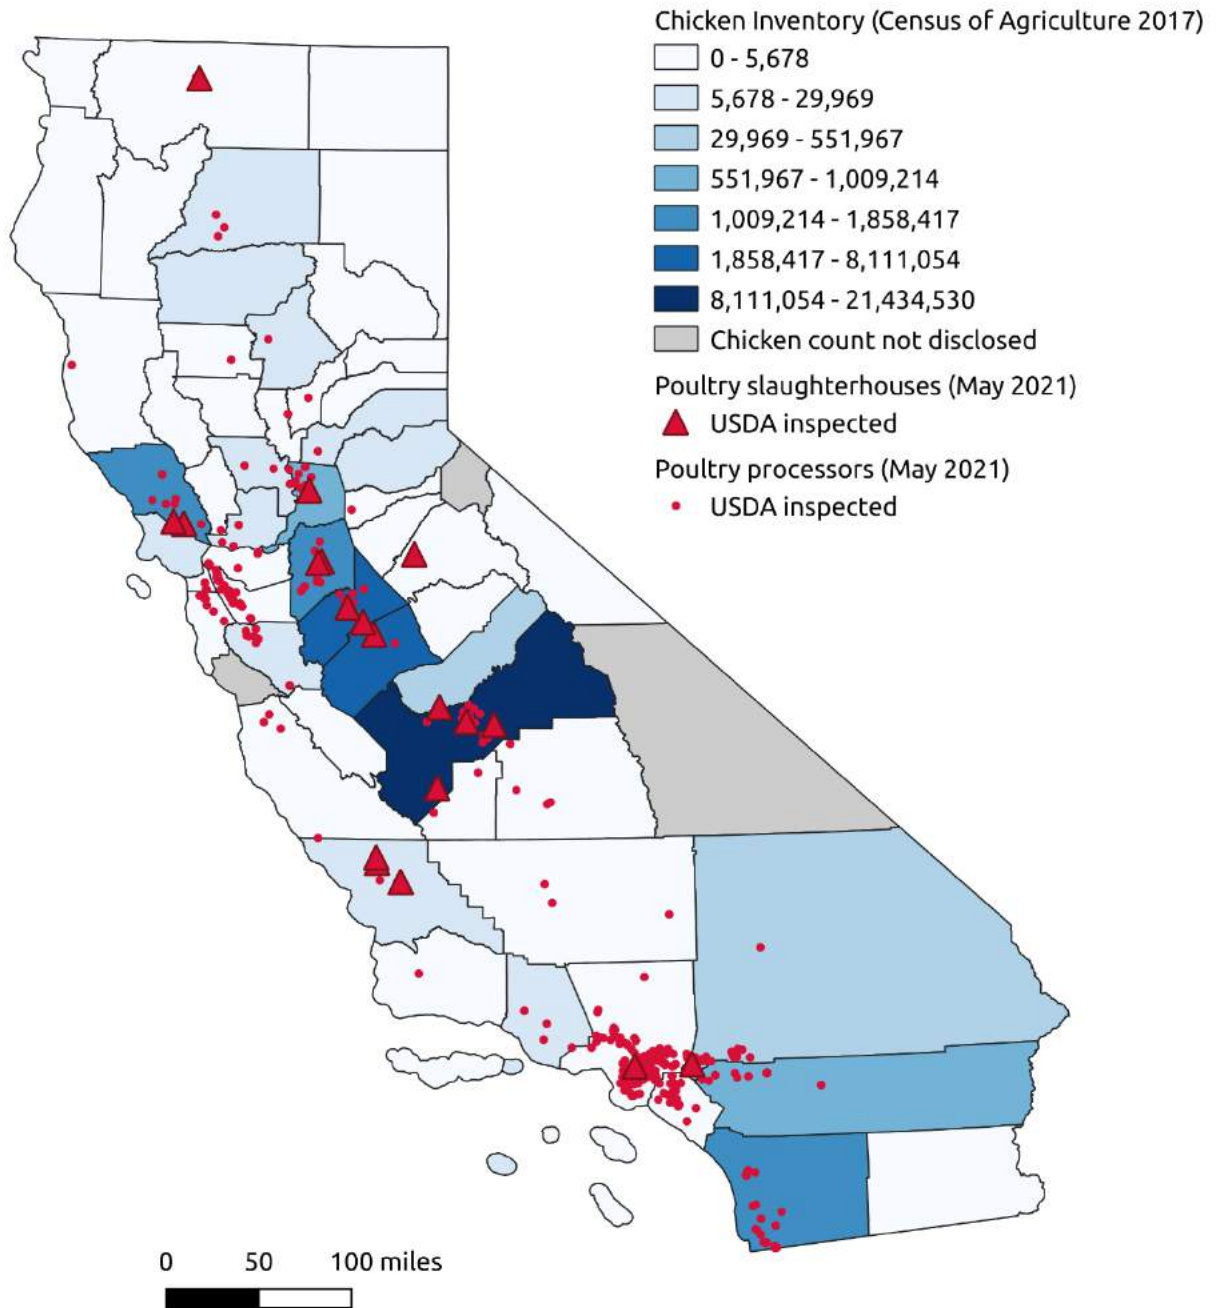 Chicken Inventory (Census of Agriculture 2017)
0 - 5,678
5,678 - 29,969
29,969 - 551,967
551,967 - 1,009,214
1,009,214 - 1,858,417
1,858,417 - 8,111,054
8,111,054 - 21,434,530
Chicken count not disclosed
Poultry slaughterhouses (May 2021)
USDA inspected
Poultry processors (May 2021)
USDA inspected
0 50 100 miles